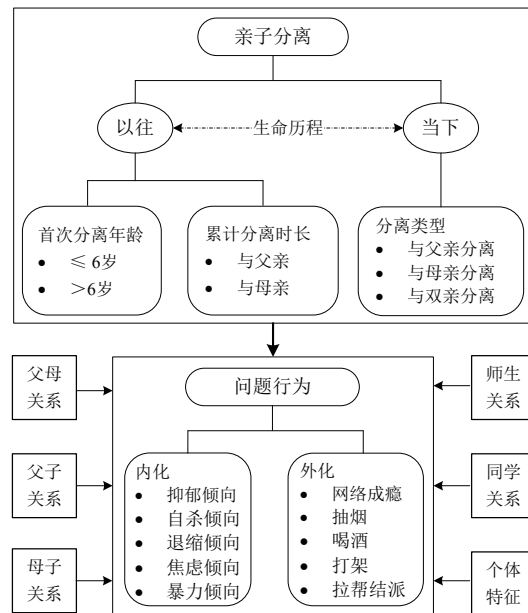 亲子分离
以往
生命历程
当下
首次分离年龄
• ≤ 6岁
• >6岁
累计分离时长
• 与父亲
• 与母亲
分离类型
• 与父亲分离
• 与母亲分离
• 与双亲分离
父母
关系
父子
关系
母子
关系
问题行为
内化
• 抑郁倾向
• 自杀倾向
• 退缩倾向
• 焦虑倾向
• 暴力倾向
外化
• 网络成瘾
• 抽烟
• 喝酒
• 打架
• 拉帮结派
师生
关系
同学
关系
个体
特征